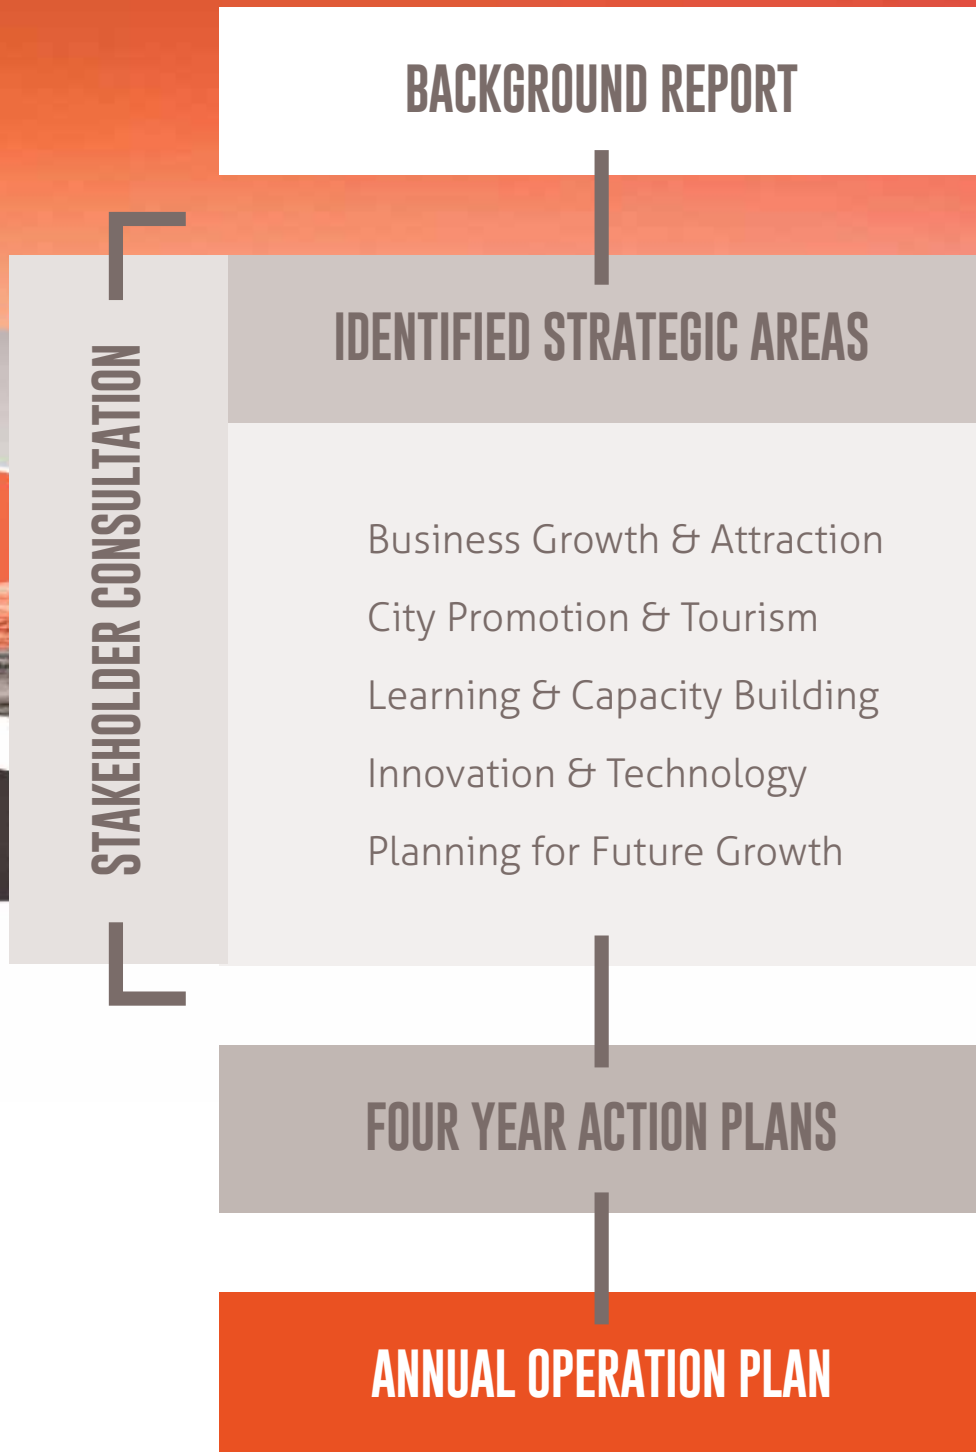 BACKGROUND REPORT
STAKEHOLDER CONSULTATION
IDENTIFIED STRATEGIC AREAS
Business Growth & Attraction
City Promotion & Tourism
Learning & Capacity Building
Innovation & Technology
Planning for Future Growth
FOUR YEAR ACTION PLANS
ANNUAL OPERATION PLAN